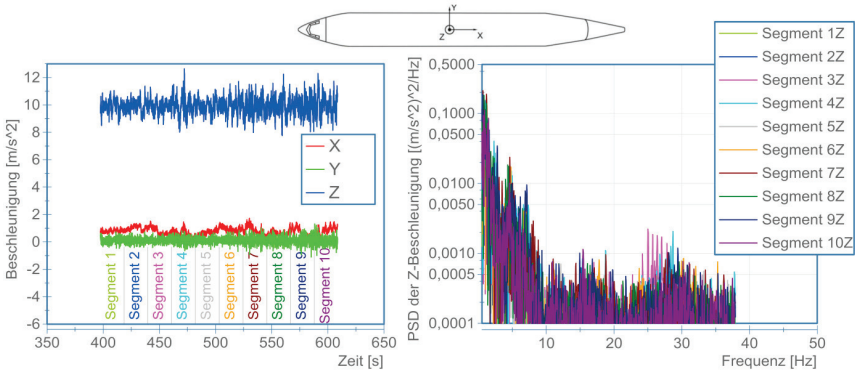 Y
Z
X
Beschleunigung [m/s^2]
12
10
8
6
4
2
0
-2
-4
-6
X
Y
Z
Segment 1
Segment 2
Segment 3
Segment 4
Segment 5
Segment 6
Segment 7
Segment 8
Segment 9
Segment 10
350
400
450
500
550
600
650
Zeit [s]
PSD der Z-Beschleunigung [(m/s^2)^2/Hz]
0,5000
0,1000
0,0500
0,0100
0,0050
0,0010
0,0005
0,0001
10
20
30
40
50
Frequenz [Hz]
Segment 1Z
Segment 2Z
Segment 3Z
Segment 4Z
Segment 5Z
Segment 6Z
Segment 7Z
Segment 8Z
Segment 9Z
Segment 10Z